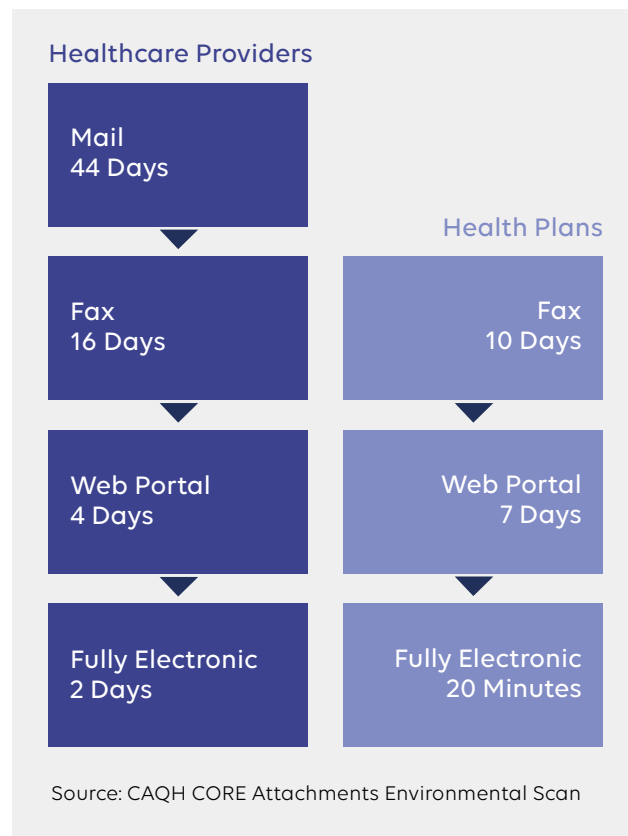 Healthcare Providers
Mail
44 Days
Fax
16 Days
Web Portal
4 Days
Fully Electronic
2 Days
Health Plans
Fax
10 Days
Web Portal
7 Days
Fully Electronic
20 Minutes
Source: CAQH CORE Attachments Environmental Scan